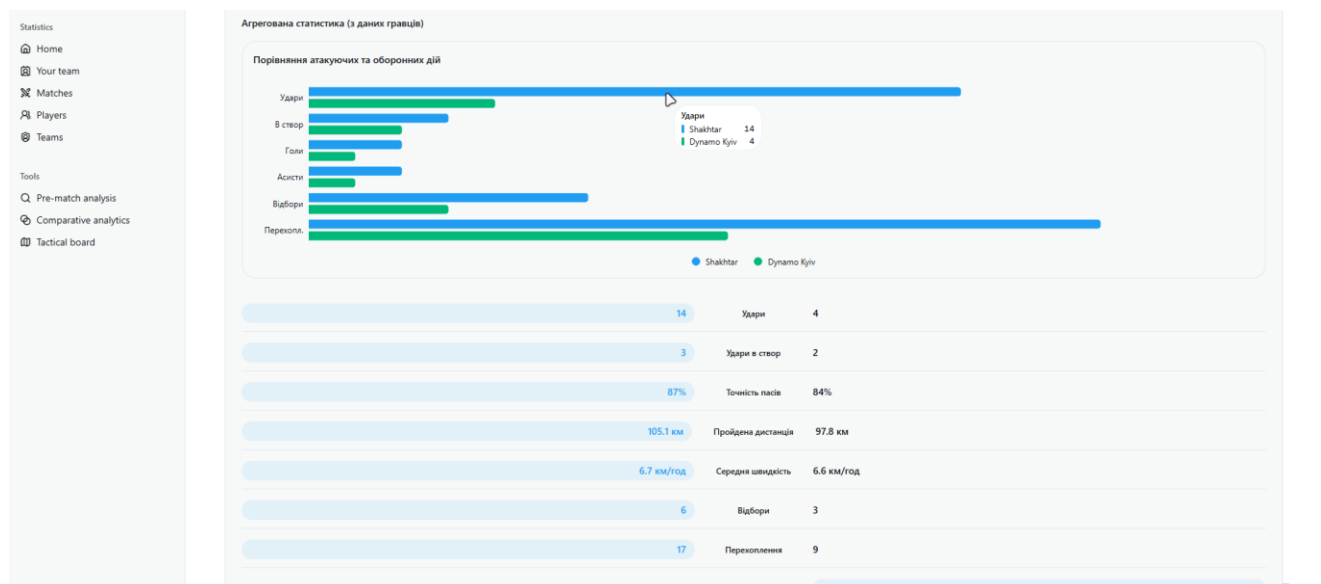 Statistics
Home
Your team
Matches
Players
Teams
Tools
Pre-match analysis
Comparative analytics
Tactical board
Агрегована статистика (з даних гравців)
Порівняння атакуючих та оборонних дій
Удари
В створ
Голи
Асисти
Відбори
Перехопл.
Удари
Shakhtar 14
Dynamo Kyiv 4
Shakhtar Dynamo Kyiv
14 Удари 4
3 Удари в створ 2
87% Точність пасів 84%
105.1 км Пройдена дистанція 97.8 км
6.7 км/год Середня швидкість 6.6 км/год
6 Відбори 3
17 Перехоплення 9